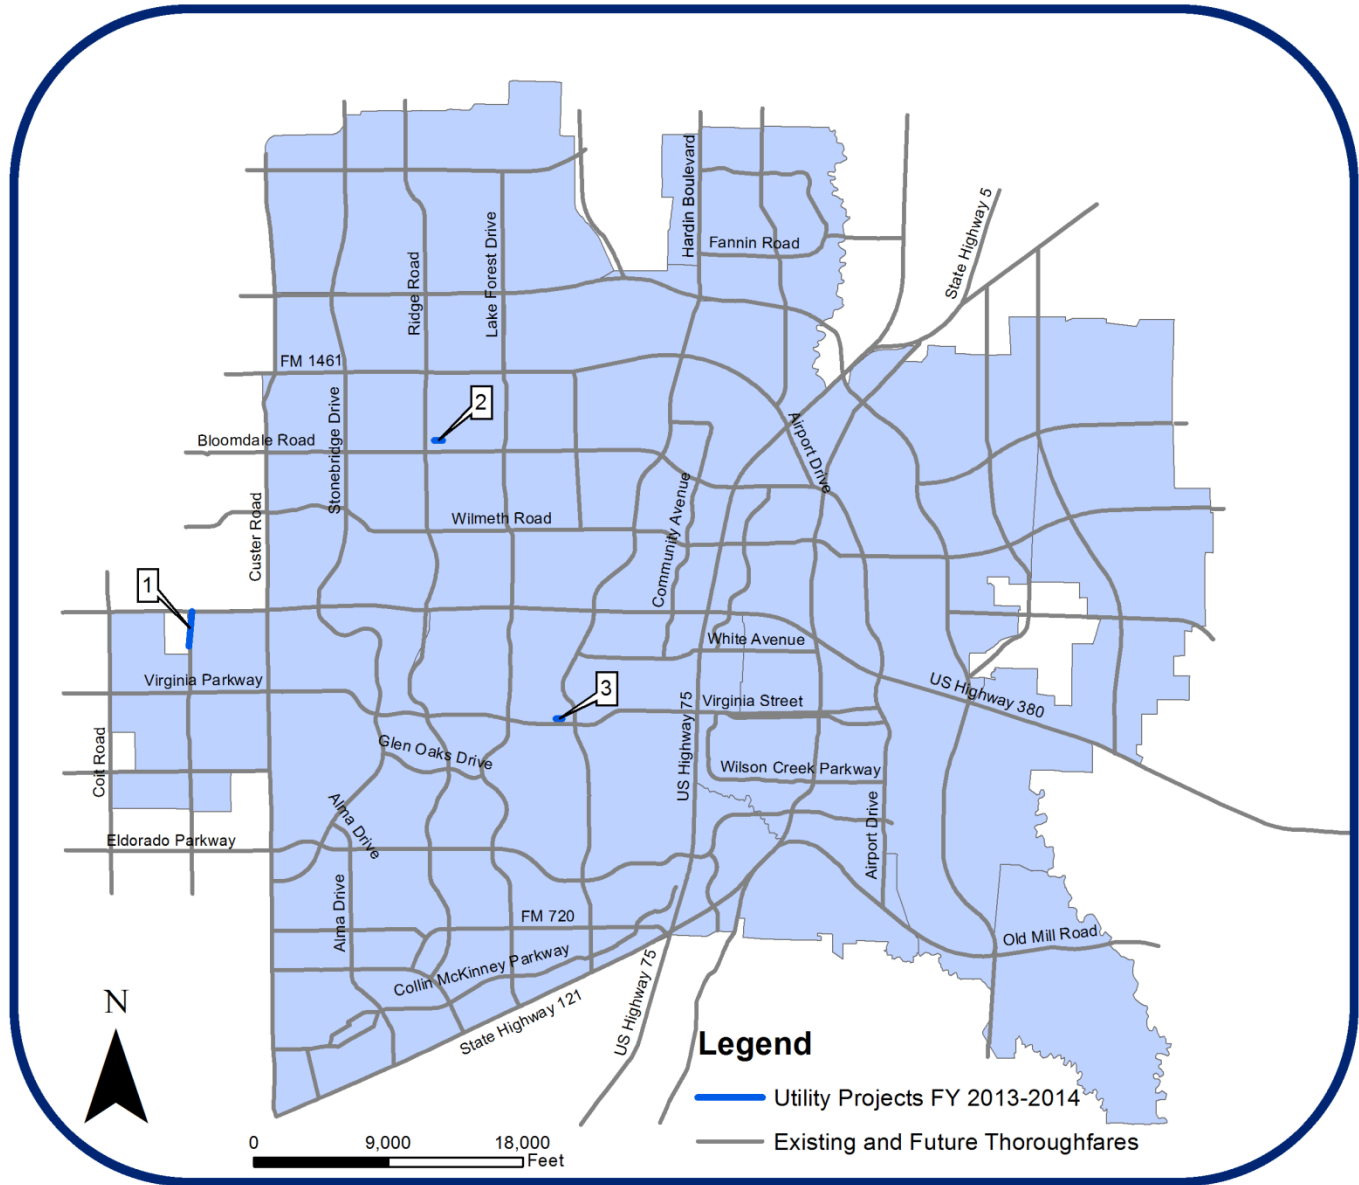 Hardin Boulevard
State Highway 5
Fannin Road
Lake Forest Drive
Ridge Road
FM 1461
2
Stonebridge Drive
Airport Drive
Bloomdale Road
Community Avenue
Custer Road
Wilmeth Road
1
White Avenue
Virginia Parkway
3
US Highway 75
Virginia Street
US Highway 380
Coit Road
Glen Oaks Drive
Wilson Creek Parkway
Alma Drive
Airport Drive
Eldorado Parkway
Alma Drive
FM 720
Old Mill Road
Collin McKinney Parkway
State Highway 121
US Highway 75
N
Legend
Utility Projects FY 2013-2014
Existing and Future Thoroughfares
0 9,000 18,000
Feet